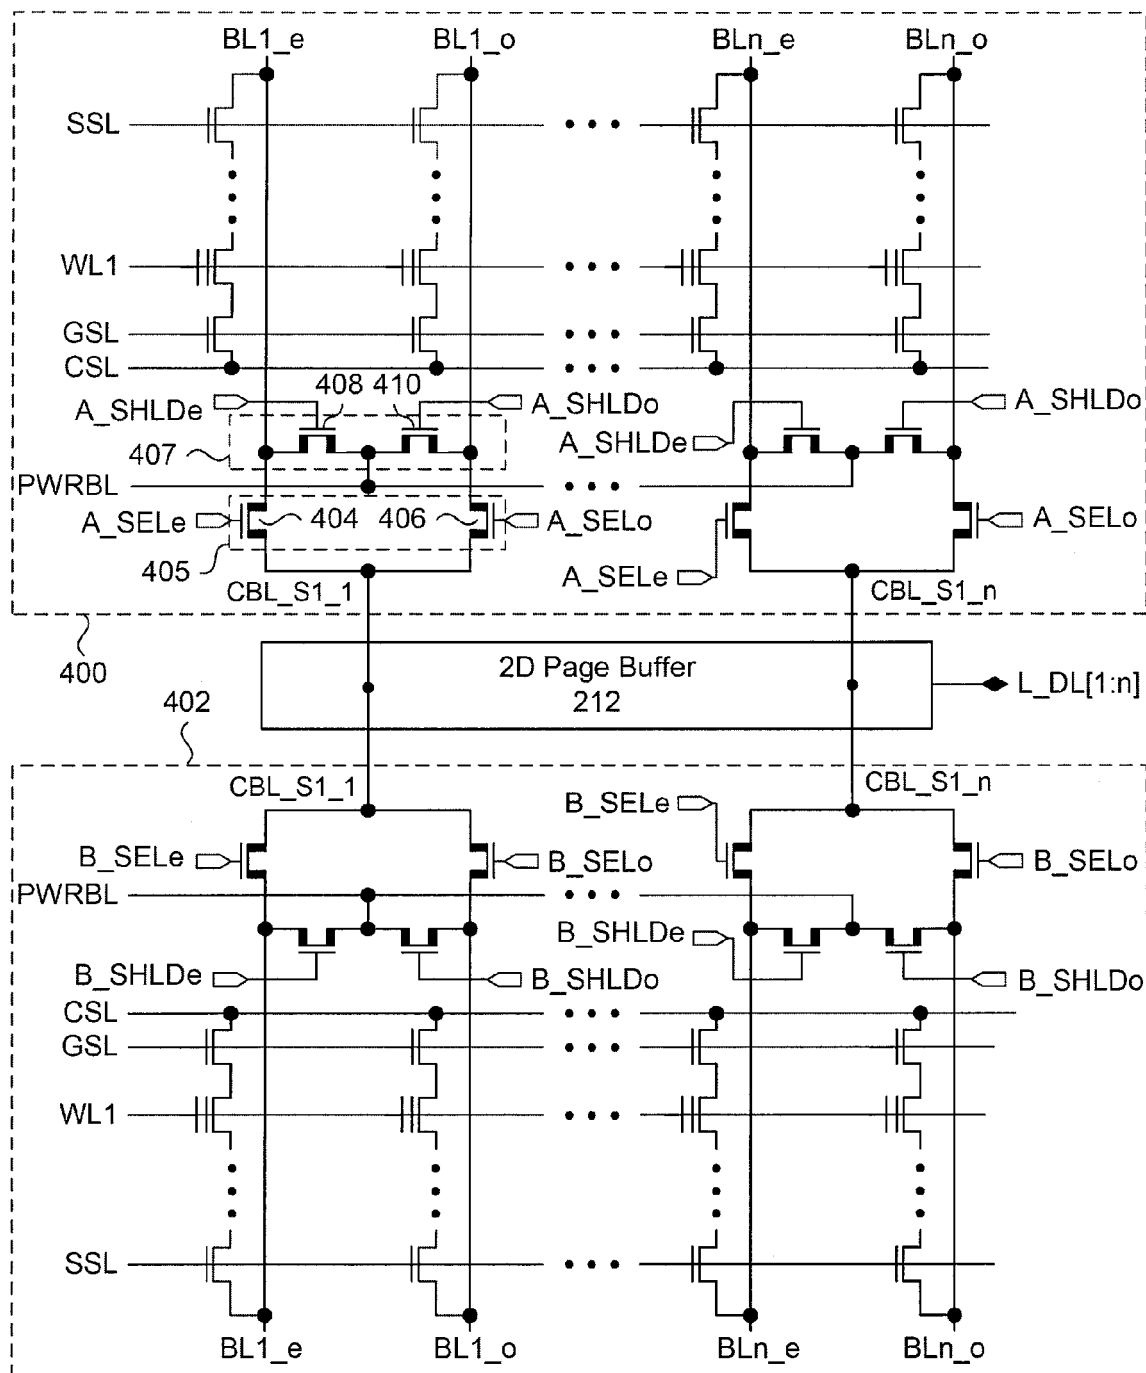 BL1_e BL1_o BLn_e BLn_o
SSL
WL1
GSL
CSL
408 410
A_SHLDe A_SHLDo A_SHLDe A_SHLDo
407
PWRBL
A_SELe 404 406 A_SELo A_SELe A_SELo
405
CBL_S1_1 CBL_S1_n
400
2D Page Buffer
212
L_DL[1:n]
402
CBL_S1_1 CBL_S1_n
B_SELe B_SELo B_SELe B_SELo
PWRBL
B_SHLDe B_SHLDo B_SHLDe B_SHLDo
CSL
GSL
WL1
SSL
BL1_e BL1_o BLn_e BLn_o